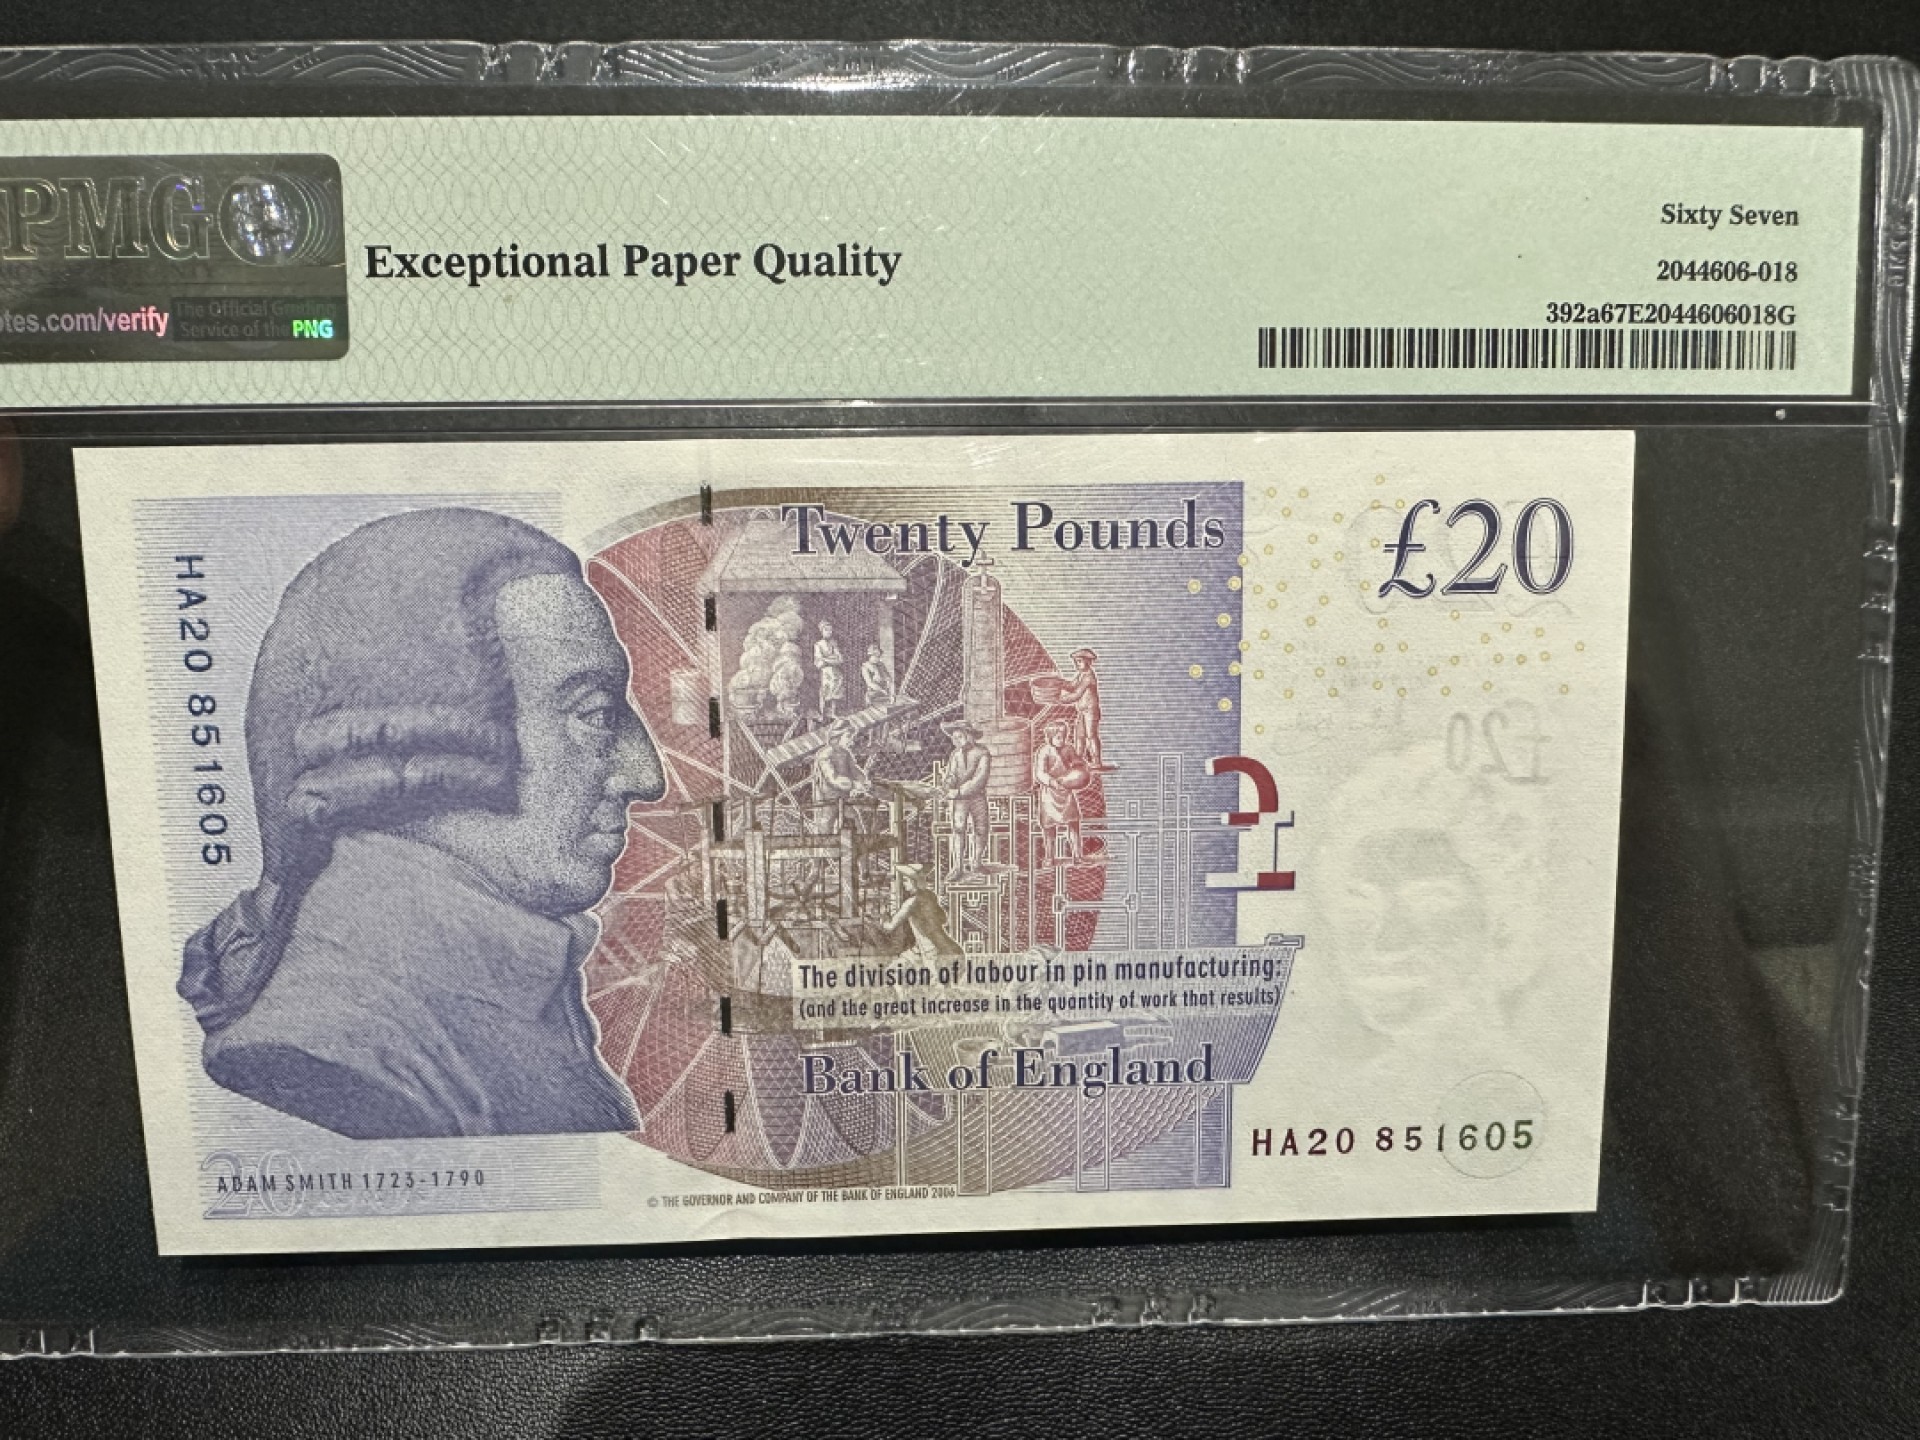 PMG
otes.com/verify
The Official Grading
Service of the PNG
Exceptional Paper Quality
Sixty Seven
2044606-018
392a67E2044606018G
HA20 851605
Twenty Pounds
£20
£20
The division of labour in pin manufacturing:
(and the great increase in the quantity of work that results)
Bank of England
HA20 851605
ADAM SMITH 1723-1790
© THE GOVERNOR AND COMPANY OF THE BANK OF ENGLAND 2006